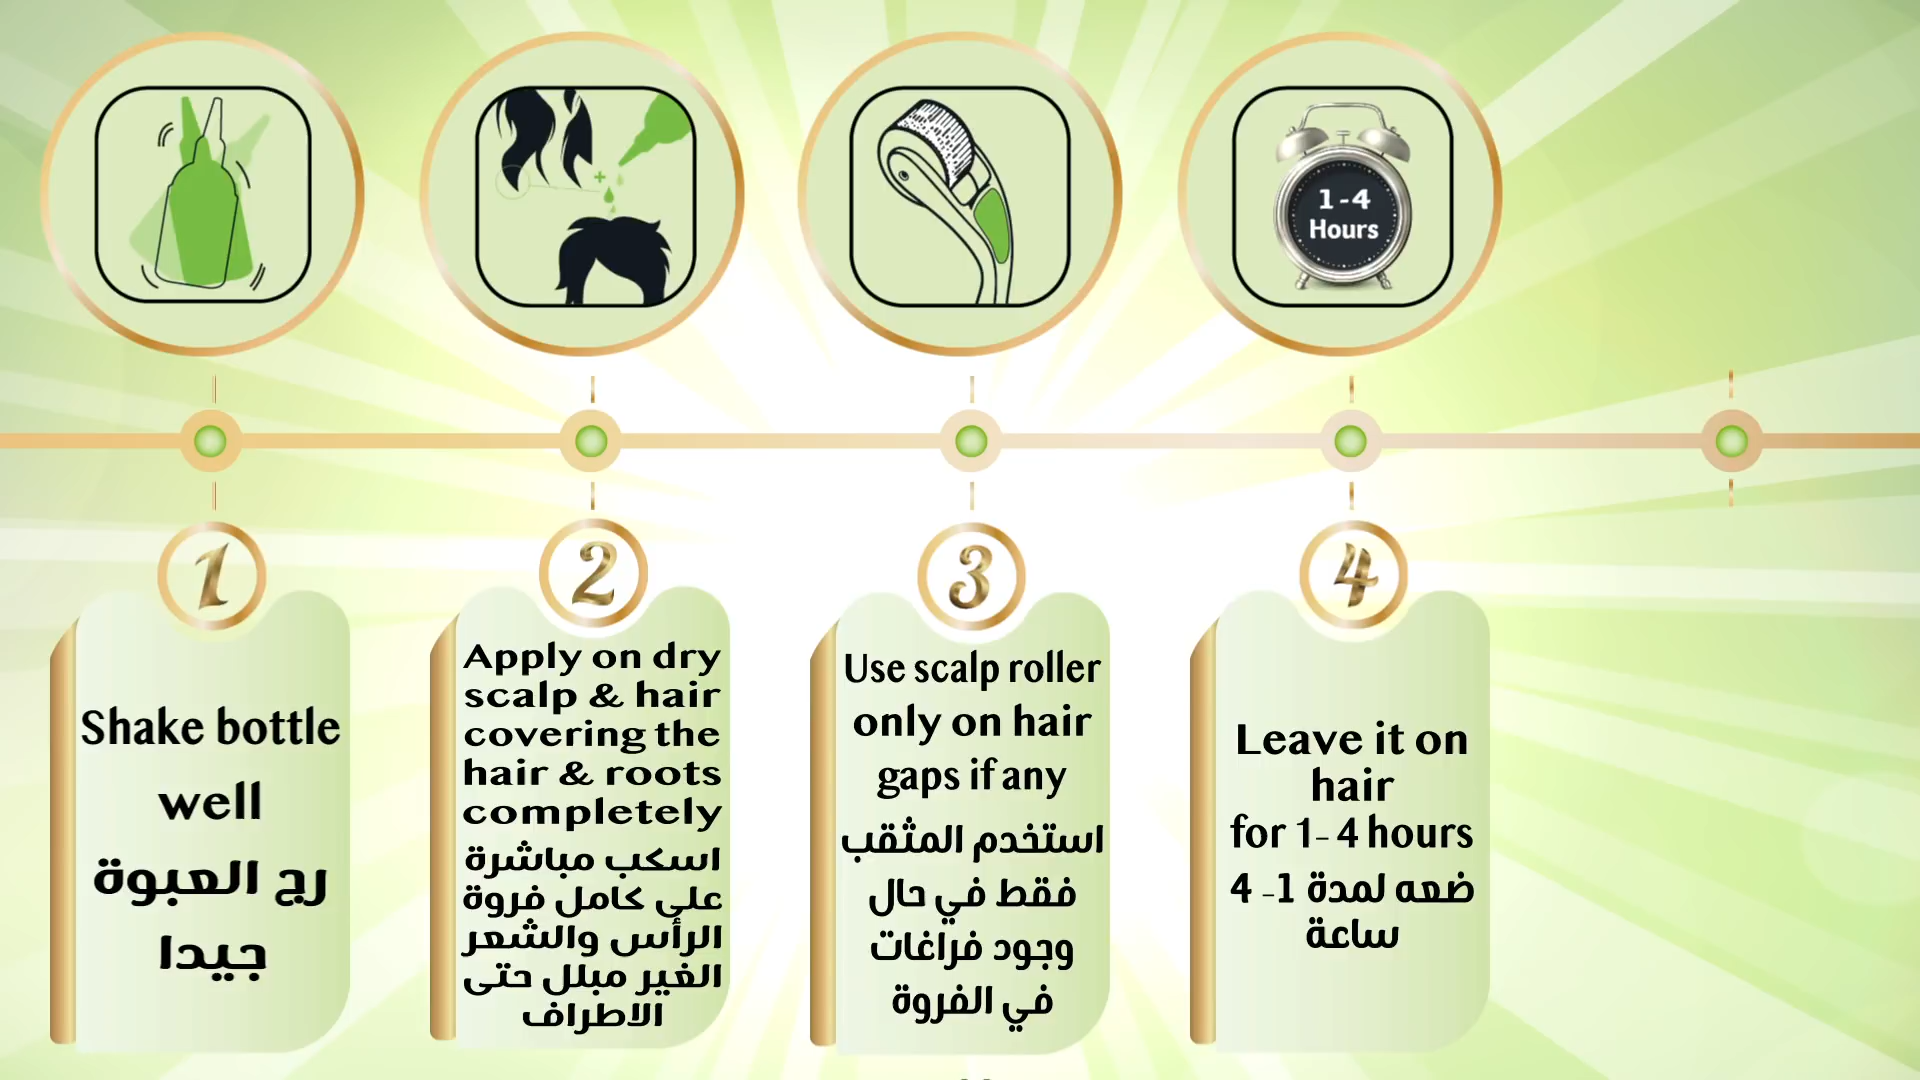 1-4
Hours
1
Shake bottle
well
رج العبوة
جيدا
2
Apply on dry
scalp & hair
covering the
hair & roots
completely
اسكب مباشرة
على كامل فروة
الرأس والشعر
الغير مبلل حتى
الاطراف
3
Use scalp roller
only on hair
gaps if any
استخدم المثقب
فقط في حال
وجود فراغات
في الفروة
4
Leave it on
hair
for 1- 4 hours
ضعه لمدة 1- 4
ساعة